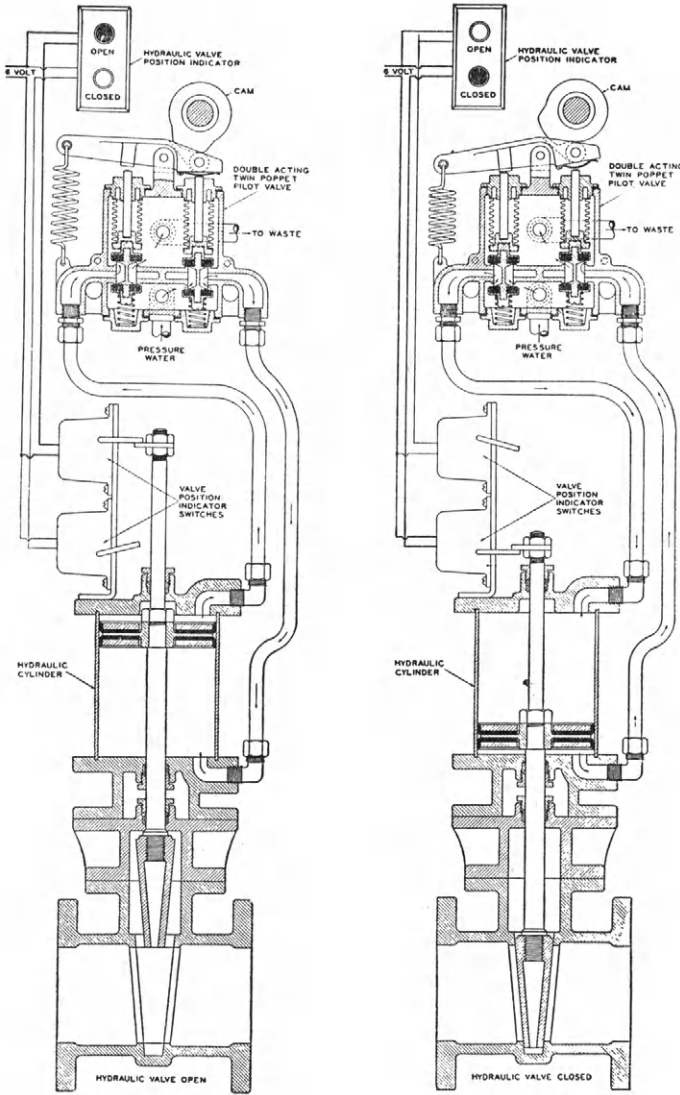 OPEN
HYDRAULIC VALVE
POSITION INDICATOR
6 VOLT
CLOSED
CAM
DOUBLE ACTING
TWIN POPPET
PILOT VALVE
TO WASTE
PRESSURE
WATER
VALVE
POSITION
INDICATOR
SWITCHES
HYDRAULIC
CYLINDER
HYDRAULIC VALVE OPEN
OPEN
HYDRAULIC VALVE
POSITION INDICATOR
6 VOLT
CLOSED
CAM
DOUBLE ACTING
TWIN POPPET
PILOT VALVE
TO WASTE
PRESSURE
WATER
VALVE
POSITION
INDICATOR
SWITCHES
HYDRAULIC
CYLINDER
HYDRAULIC VALVE CLOSED